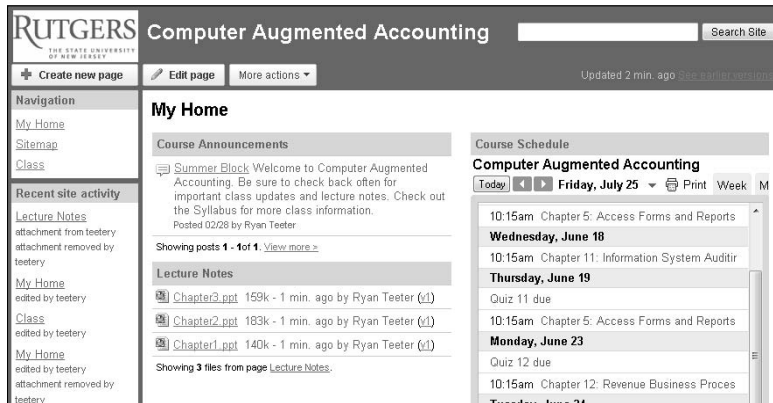 RUTGERS
THE STATE UNIVERSITY
OF NEW JERSEY
Computer Augmented Accounting
Search Site
Create new page
Edit page
More actions
Updated 2 min. ago See earlier versions
Navigation
My Home
Sitemap
Class
Recent site activity
Lecture Notes
attachment from teetery
attachment removed by
teetery
My Home
edited by teetery
Class
edited by teetery
My Home
edited by teetery
attachment removed by
teetery
My Home
Course Announcements
Summer Block Welcome to Computer Augmented
Accounting. Be sure to check back often for
important class updates and lecture notes. Check out
the Syllabus for more class information.
Posted 02/28 by Ryan Teeter
Showing posts 1 - 1of 1. View more »
Lecture Notes
Chapter3.ppt 159k - 1 min. ago by Ryan Teeter (v1)
Chapter2.ppt 183k - 1 min. ago by Ryan Teeter (v1)
Chapter1.ppt 140k - 1 min. ago by Ryan Teeter (v1)
Showing 3 files from page Lecture Notes.
Course Schedule
Computer Augmented Accounting
Today Friday, July 25 Print Week M
10:15am Chapter 5: Access Forms and Reports
Wednesday, June 18
10:15am Chapter 11: Information System Auditir
Thursday, June 19
Quiz 11 due
10:15am Chapter 5: Access Forms and Reports
Monday, June 23
Quiz 12 due
10:15am Chapter 12: Revenue Business Proces
Tuesday, June 24